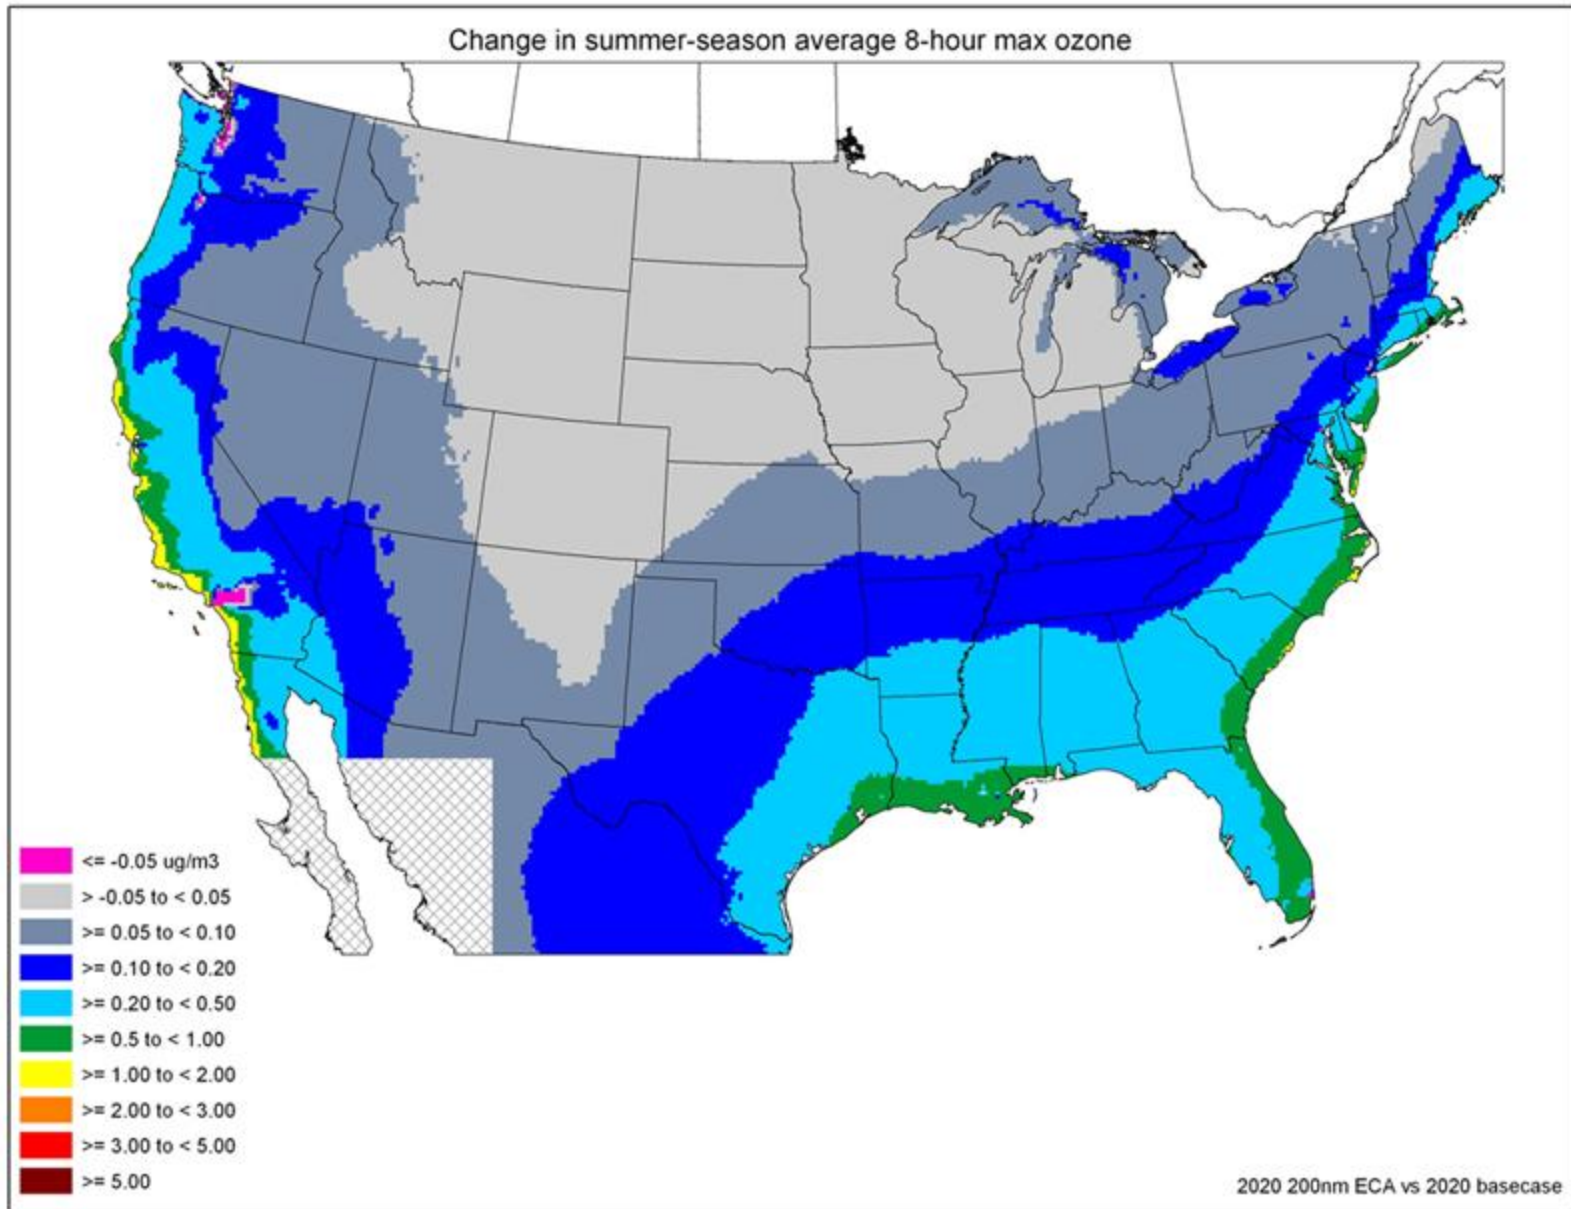 Change in summer-season average 8-hour max ozone
<= -0.05 ug/m3
> -0.05 to < 0.05
>= 0.05 to < 0.10
>= 0.10 to < 0.20
>= 0.20 to < 0.50
>= 0.5 to < 1.00
>= 1.00 to < 2.00
>= 2.00 to < 3.00
>= 3.00 to < 5.00
>= 5.00
2020 200nm ECA vs 2020 basecase